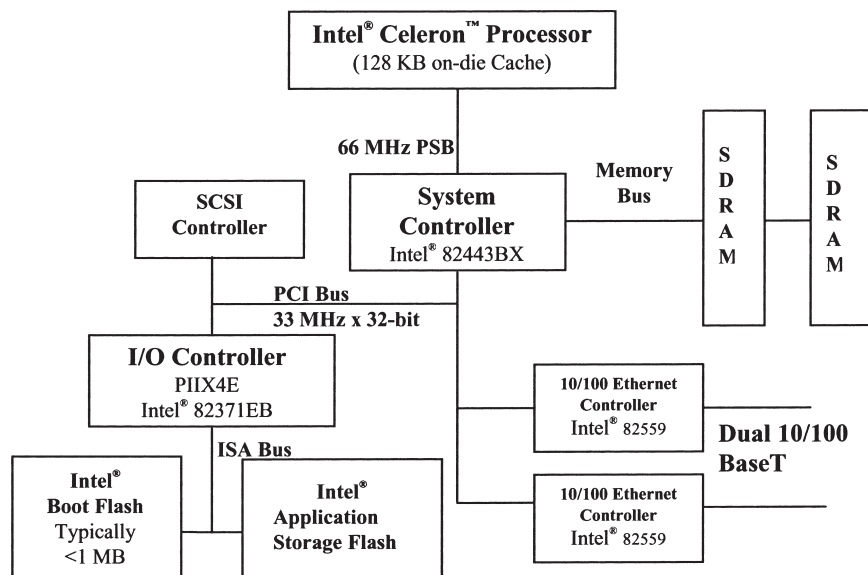 Intel® Celeron™ Processor
(128 KB on-die Cache)
66 MHz PSB
System
Controller
Intel® 82443BX
Memory
Bus
SDRAM
SDRAM
SCSI
Controller
PCI Bus
33 MHz x 32-bit
I/O Controller
PIIX4E
Intel® 82371EB
ISA Bus
Intel®
Boot Flash
Typically
<1 MB
Intel®
Application
Storage Flash
10/100 Ethernet
Controller
Intel® 82559
10/100 Ethernet
Controller
Intel® 82559
Dual 10/100
BaseT